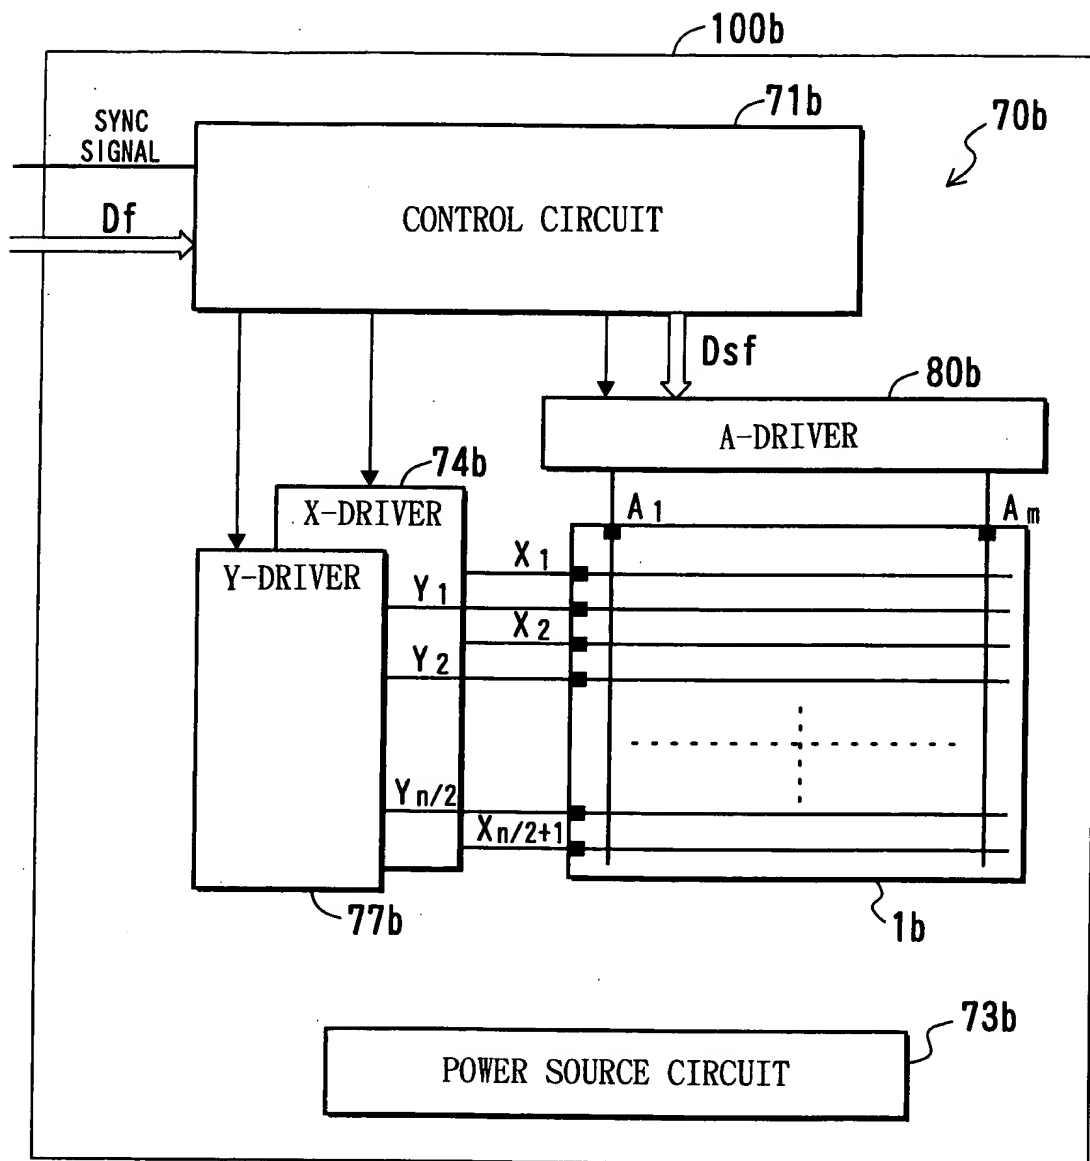 100b
71b
70b
SYNC
SIGNAL
Df
CONTROL CIRCUIT
Dsf
80b
A-DRIVER
74b
X-DRIVER
A1
Am
Y-DRIVER
X1
Y1
X2
Y2
Yn/2
Xn/2+1
77b
1b
73b
POWER SOURCE CIRCUIT